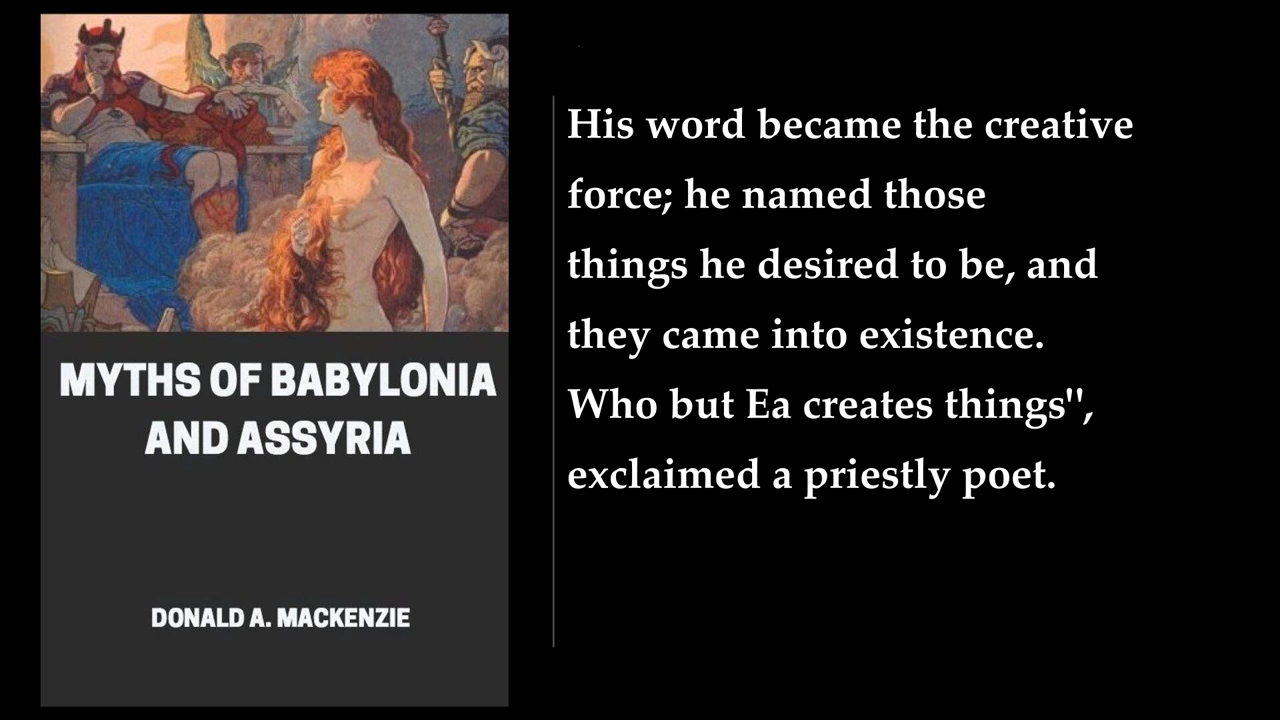 MYTHS OF BABYLONIA
AND ASSYRIA
DONALD A. MACKENZIE
His word became the creative
force; he named those
things he desired to be, and
they came into existence.
Who but Ea creates things",
exclaimed a priestly poet.